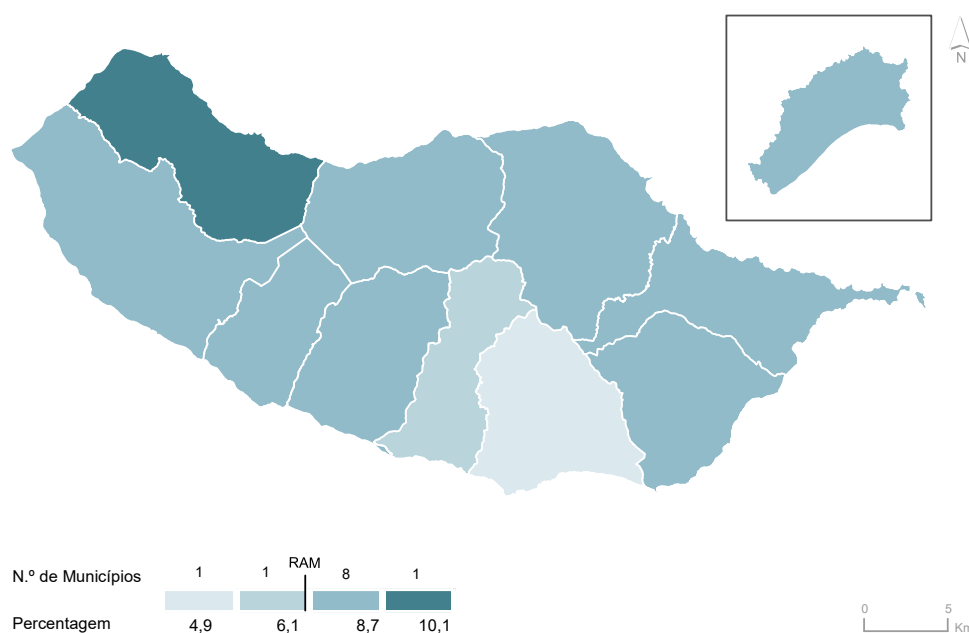 N
RAM
N.º de Municípios 1 1 8 1
Percentagem 4,9 6,1 8,7 10,1
0 5
Km